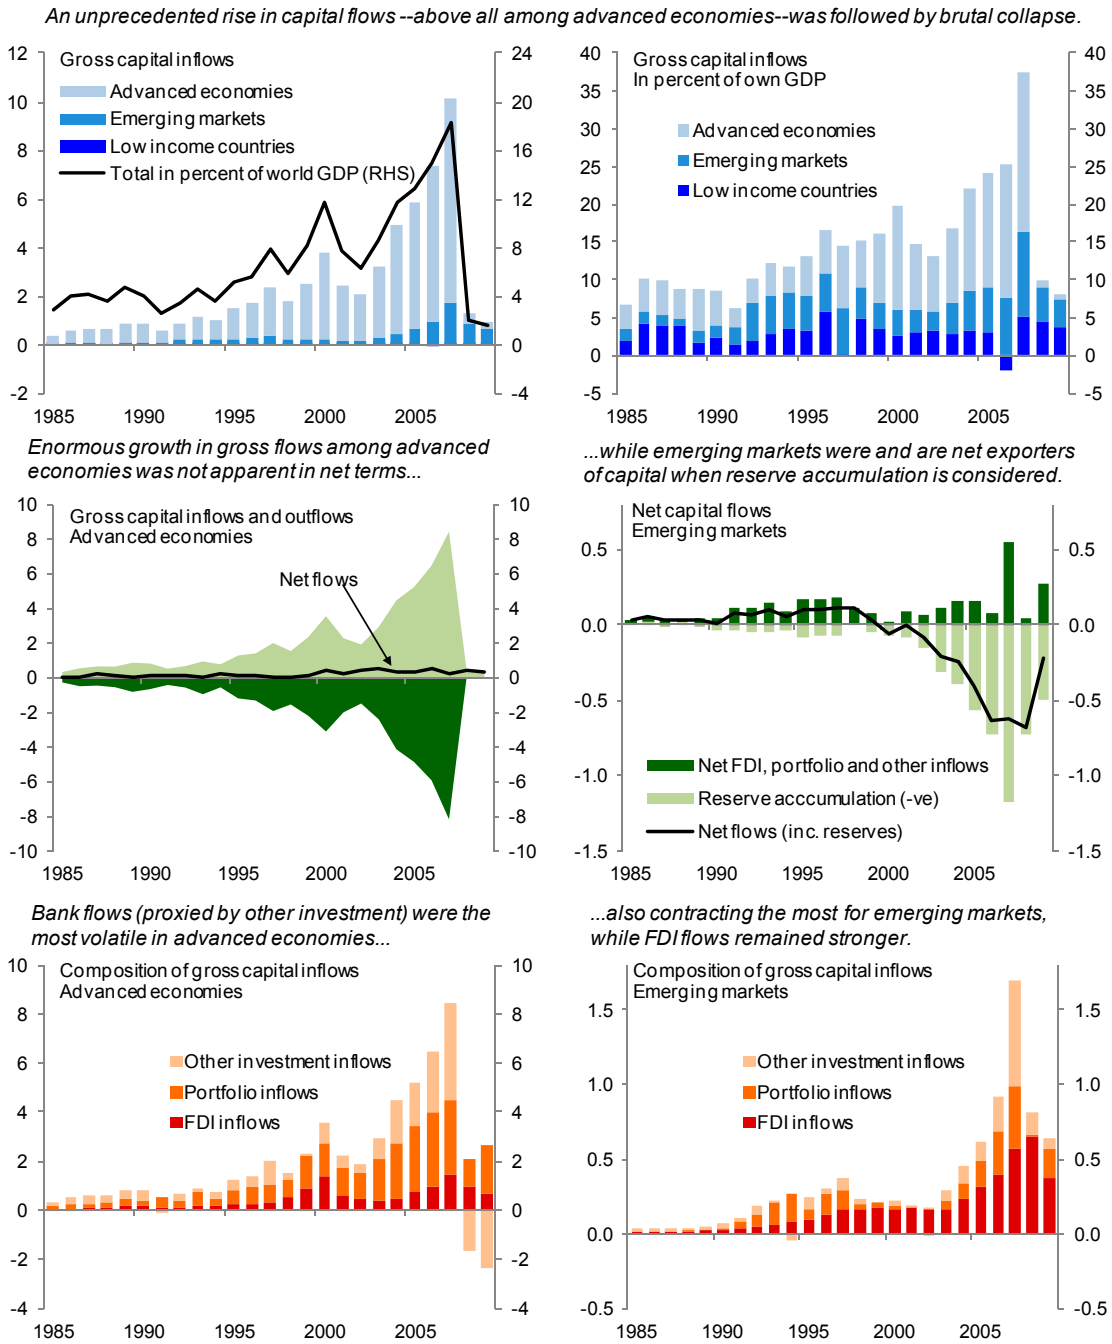 An unprecedented rise in capital flows --above all among advanced economies--was followed by brutal collapse.
Gross capital inflows
Advanced economies
Emerging markets
Low income countries
Total in percent of world GDP (RHS)
12
10
8
6
4
2
0
-2
24
20
16
12
8
4
0
-4
1985 1990 1995 2000 2005
Gross capital inflows
In percent of own GDP
Advanced economies
Emerging markets
Low income countries
40
35
30
25
20
15
10
5
0
-5
40
35
30
25
20
15
10
5
0
-5
1985 1990 1995 2000 2005
Enormous growth in gross flows among advanced
economies was not apparent in net terms...
Gross capital inflows and outflows
Advanced economies
Net flows
10
8
6
4
2
0
-2
-4
-6
-8
-10
10
8
6
4
2
0
-2
-4
-6
-8
-10
1985 1990 1995 2000 2005
...while emerging markets were and are net exporters
of capital when reserve accumulation is considered.
Net capital flows
Emerging markets
0.5
0.0
-0.5
-1.0
-1.5
0.5
0.0
-0.5
-1.0
-1.5
Net FDI, portfolio and other inflows
Reserve acccumulation (-ve)
Net flows (inc. reserves)
1985 1990 1995 2000 2005
Bank flows (proxied by other investment) were the
most volatile in advanced economies...
Composition of gross capital inflows
Advanced economies
Other investment inflows
Portfolio inflows
FDI inflows
10
8
6
4
2
0
-2
-4
10
8
6
4
2
0
-2
-4
1985 1990 1995 2000 2005
...also contracting the most for emerging markets,
while FDI flows remained stronger.
Composition of gross capital inflows
Emerging markets
Other investment inflows
Portfolio inflows
FDI inflows
1.5
1.0
0.5
0.0
-0.5
1.5
1.0
0.5
0.0
-0.5
1985 1990 1995 2000 2005